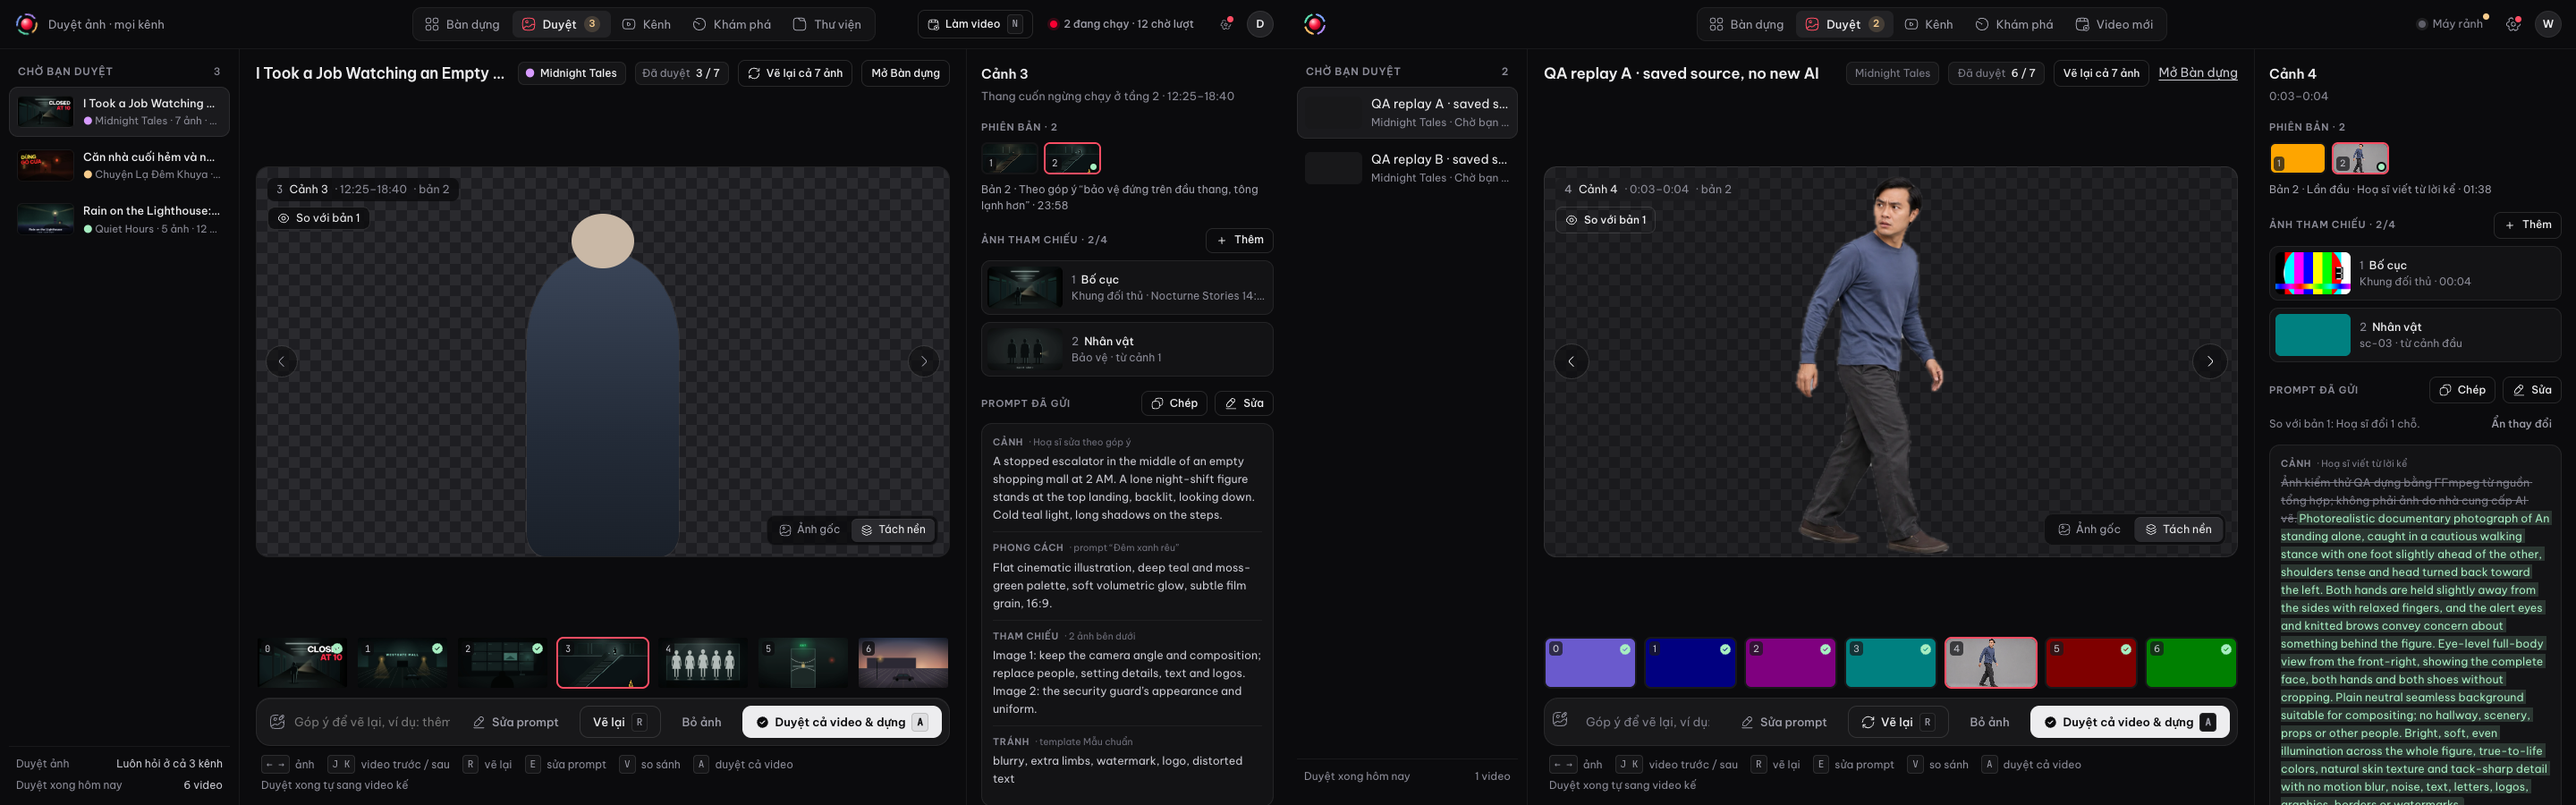 Duyệt ảnh · mọi kênh
Bàn dựng
Duyệt 3
Kênh
Khám phá
Thư viện
Làm video N
2 đang chạy · 12 chờ lượt
D
CHỜ BẠN DUYỆT 3
I Took a Job Watching ...
Midnight Tales · 7 ảnh · ...
Căn nhà cuối hẻm và n...
Chuyện Lạ Đêm Khuya ·...
Rain on the Lighthouse:...
Quiet Hours · 5 ảnh · 12 ...
Duyệt ảnh Luôn hỏi ở cả 3 kênh
Duyệt xong hôm nay 6 video
I Took a Job Watching an Empty ...
Midnight Tales
Đã duyệt 3 / 7
Vẽ lại cả 7 ảnh
Mở Bàn dựng
3 Cảnh 3 · 12:25–18:40 · bản 2
So với bản 1
Ảnh gốc
Tách nền
0 CLOSED AT 10
1
2
3
4
5
6
Góp ý để vẽ lại, ví dụ: thêm
Sửa prompt
Vẽ lại R
Bỏ ảnh
Duyệt cả video & dựng A
← → ảnh J K video trước / sau R vẽ lại E sửa prompt V so sánh A duyệt cả video
Duyệt xong tự sang video kế
Cảnh 3
Thang cuốn ngừng chạy ở tầng 2 · 12:25–18:40
PHIÊN BẢN · 2
1
2
Bản 2 · Theo góp ý “bảo vệ đứng trên đầu thang, tông
lạnh hơn” · 23:58
ẢNH THAM CHIẾU · 2/4
Thêm
1 Bố cục
Khung đối thủ · Nocturne Stories 14:...
2 Nhân vật
Bảo vệ · từ cảnh 1
PROMPT ĐÃ GỬI
Chép
Sửa
CẢNH · Hoạ sĩ sửa theo góp ý
A stopped escalator in the middle of an empty
shopping mall at 2 AM. A lone night-shift figure
stands at the top landing, backlit, looking down.
Cold teal light, long shadows on the steps.
PHONG CÁCH · prompt “Đêm xanh rêu”
Flat cinematic illustration, deep teal and moss-
green palette, soft volumetric glow, subtle film
grain, 16:9.
THAM CHIẾU · 2 ảnh bên dưới
Image 1: keep the camera angle and composition;
replace people, setting details, text and logos.
Image 2: the security guard’s appearance and
uniform.
TRÁNH · template Mẫu chuẩn
blurry, extra limbs, watermark, logo, distorted
text
Bàn dựng
Duyệt 2
Kênh
Khám phá
Video mới
Máy rảnh
W
CHỜ BẠN DUYỆT 2
QA replay A · saved s...
Midnight Tales · Chờ bạn ...
QA replay B · saved s...
Midnight Tales · Chờ bạn ...
Duyệt xong hôm nay 1 video
QA replay A · saved source, no new AI
Midnight Tales
Đã duyệt 6 / 7
Vẽ lại cả 7 ảnh
Mở Bàn dựng
4 Cảnh 4 · 0:03–0:04 · bản 2
So với bản 1
Ảnh gốc
Tách nền
0
1
2
3
4
5
6
Góp ý để vẽ lại, ví dụ:
Sửa prompt
Vẽ lại R
Bỏ ảnh
Duyệt cả video & dựng A
← → ảnh J K video trước / sau R vẽ lại E sửa prompt V so sánh A duyệt cả video
Duyệt xong tự sang video kế
Cảnh 4
0:03–0:04
PHIÊN BẢN · 2
1
2
Bản 2 · Lần đầu · Hoạ sĩ viết từ lời kể · 01:38
ẢNH THAM CHIẾU · 2/4
Thêm
1 Bố cục
Khung đối thủ · 00:04
2 Nhân vật
sc-03 · từ cảnh đầu
PROMPT ĐÃ GỬI
Chép
Sửa
So với bản 1: Hoạ sĩ đổi 1 chỗ.
Ẩn thay đổi
CẢNH · Hoạ sĩ viết từ lời kể
Ảnh kiểm thử QA dựng bằng FFmpeg từ nguồn
tổng hợp; không phải ảnh do nhà cung cấp AI
vẽ. Photorealistic documentary photograph of An
standing alone, caught in a cautious walking
stance with one foot slightly ahead of the other,
shoulders tense and head turned back toward
the left. Both hands are held slightly away from
the sides with relaxed fingers, and the alert eyes
and knitted brows convey concern about
something behind the figure. Eye-level full-body
view from the front-right, showing the complete
face, both hands and both shoes without
cropping. Plain neutral seamless background
suitable for compositing; no hallway, scenery,
props or other people. Bright, soft, even
illumination across the whole figure, true-to-life
colors, natural skin texture and tack-sharp detail
with no motion blur, noise, text, letters, logos,
graphics, borders or watermarks.